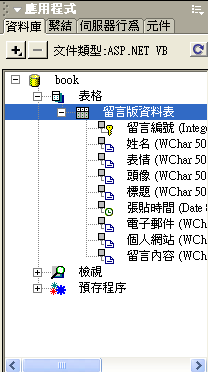 應用程式
資料庫 繫結 伺服器行為 元件
文件類型:ASP.NET VB
book
表格
留言版資料表
留言編號 (Integ
姓名 (WChar 50
表情 (WChar 50
頭像 (WChar 50
標題 (WChar 50
張貼時間 (Date 8
電子郵件 (WCha
個人網站 (WCha
留言內容 (WCha
檢視
預存程序